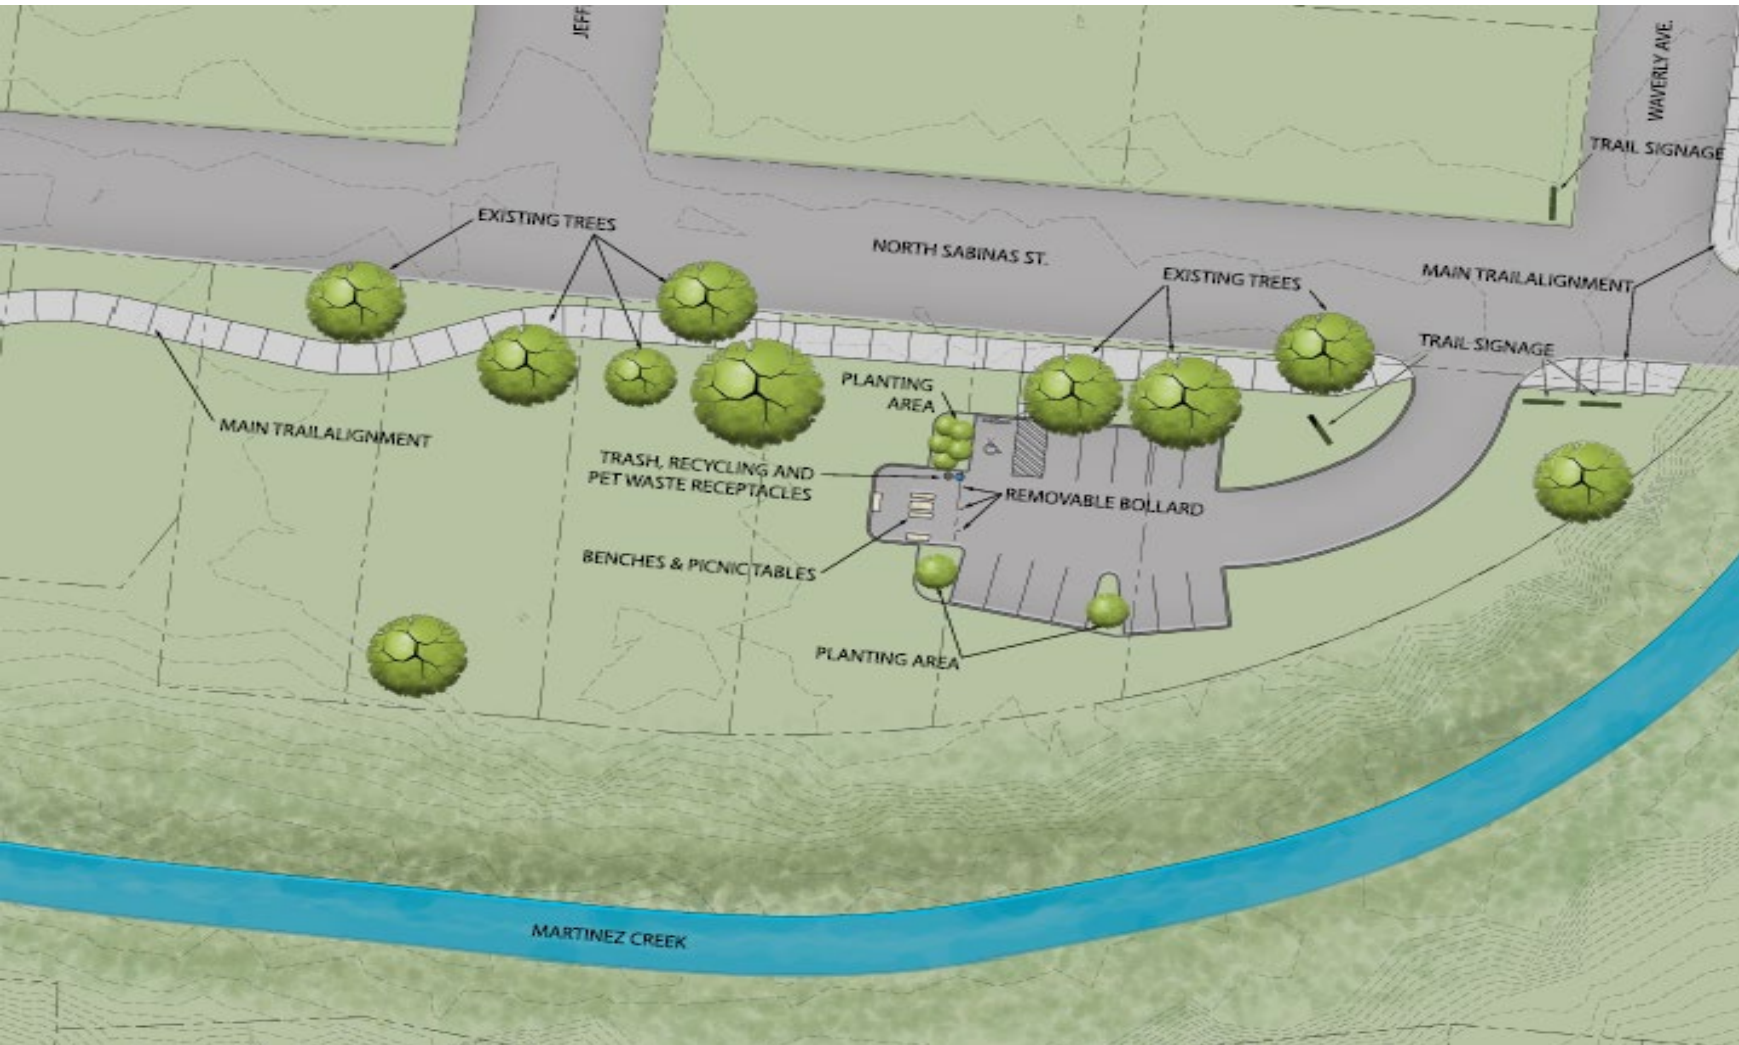 JEFF
WAVERLY AVE.
TRAIL SIGNAGE
EXISTING TREES
NORTH SABINAS ST.
EXISTING TREES
MAIN TRAILALIGNMENT
TRAIL SIGNAGE
PLANTING
AREA
MAIN TRAILALIGNMENT
TRASH, RECYCLING AND
PET WASTE RECEPTACLES
REMOVABLE BOLLARD
BENCHES & PICNIC TABLES
PLANTING AREA
MARTINEZ CREEK